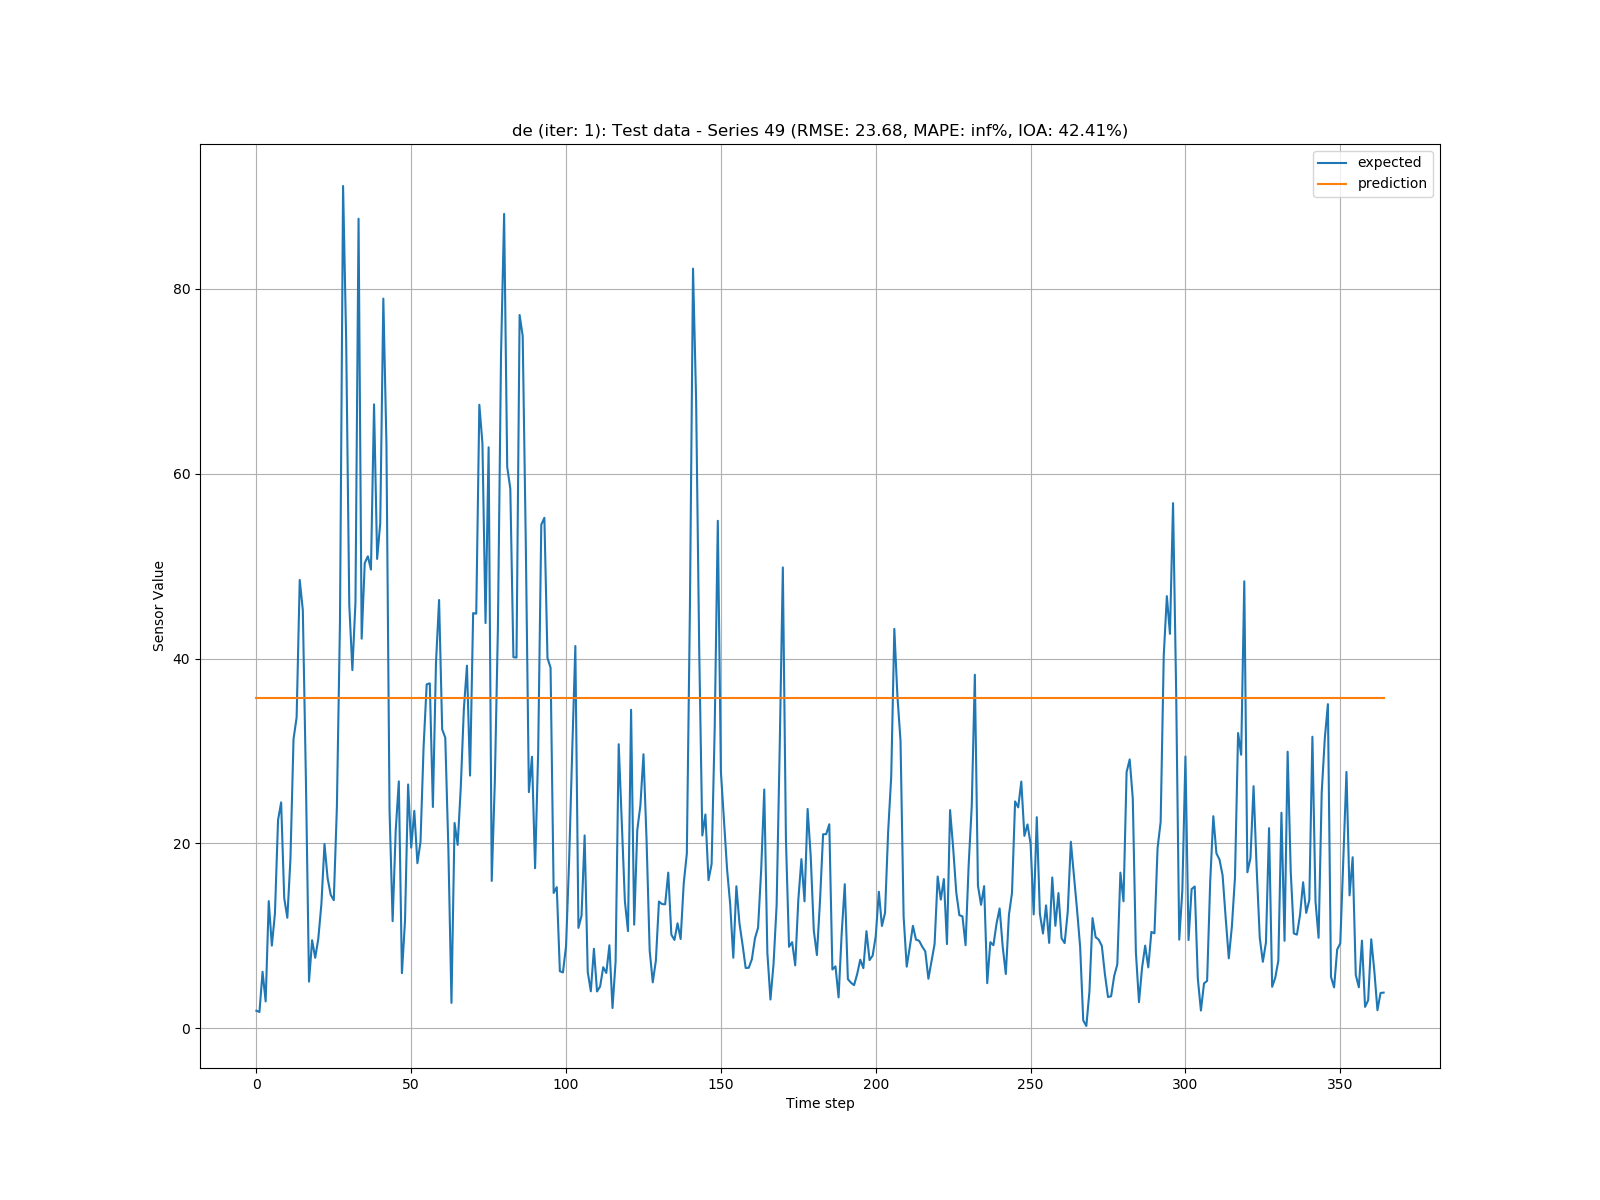 de (iter: 1): Test data - Series 49 (RMSE: 23.68, MAPE: inf%, IOA: 42.41%)
expected
prediction
80
60
40
20
0
Sensor Value
0 50 100 150 200 250 300 350
Time step